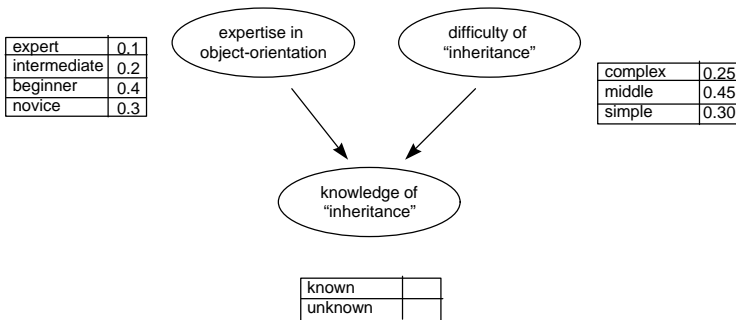 expert 0.1
intermediate 0.2
beginner 0.4
novice 0.3
expertise in
object-orientation
difficulty of
“inheritance”
complex 0.25
middle 0.45
simple 0.30
knowledge of
“inheritance”
known
unknown